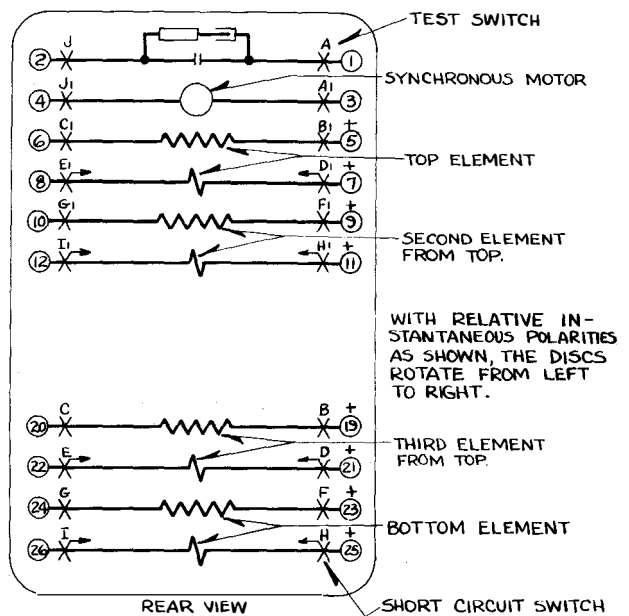 TEST SWITCH
J A
2 1
SYNCHRONOUS MOTOR
J1 A1
4 3
C1 B1 +
6 5
TOP ELEMENT
E1 D1 +
8 7
G1 F1 +
10 9
SECOND ELEMENT
FROM TOP.
I1 H1 +
12 11
WITH RELATIVE IN-
STANTANEOUS POLARITIES
AS SHOWN, THE DISCS
ROTATE FROM LEFT
TO RIGHT.
C B +
20 19
THIRD ELEMENT
FROM TOP.
E D +
22 21
G F +
24 23
BOTTOM ELEMENT
I H +
26 25
REAR VIEW
SHORT CIRCUIT SWITCH